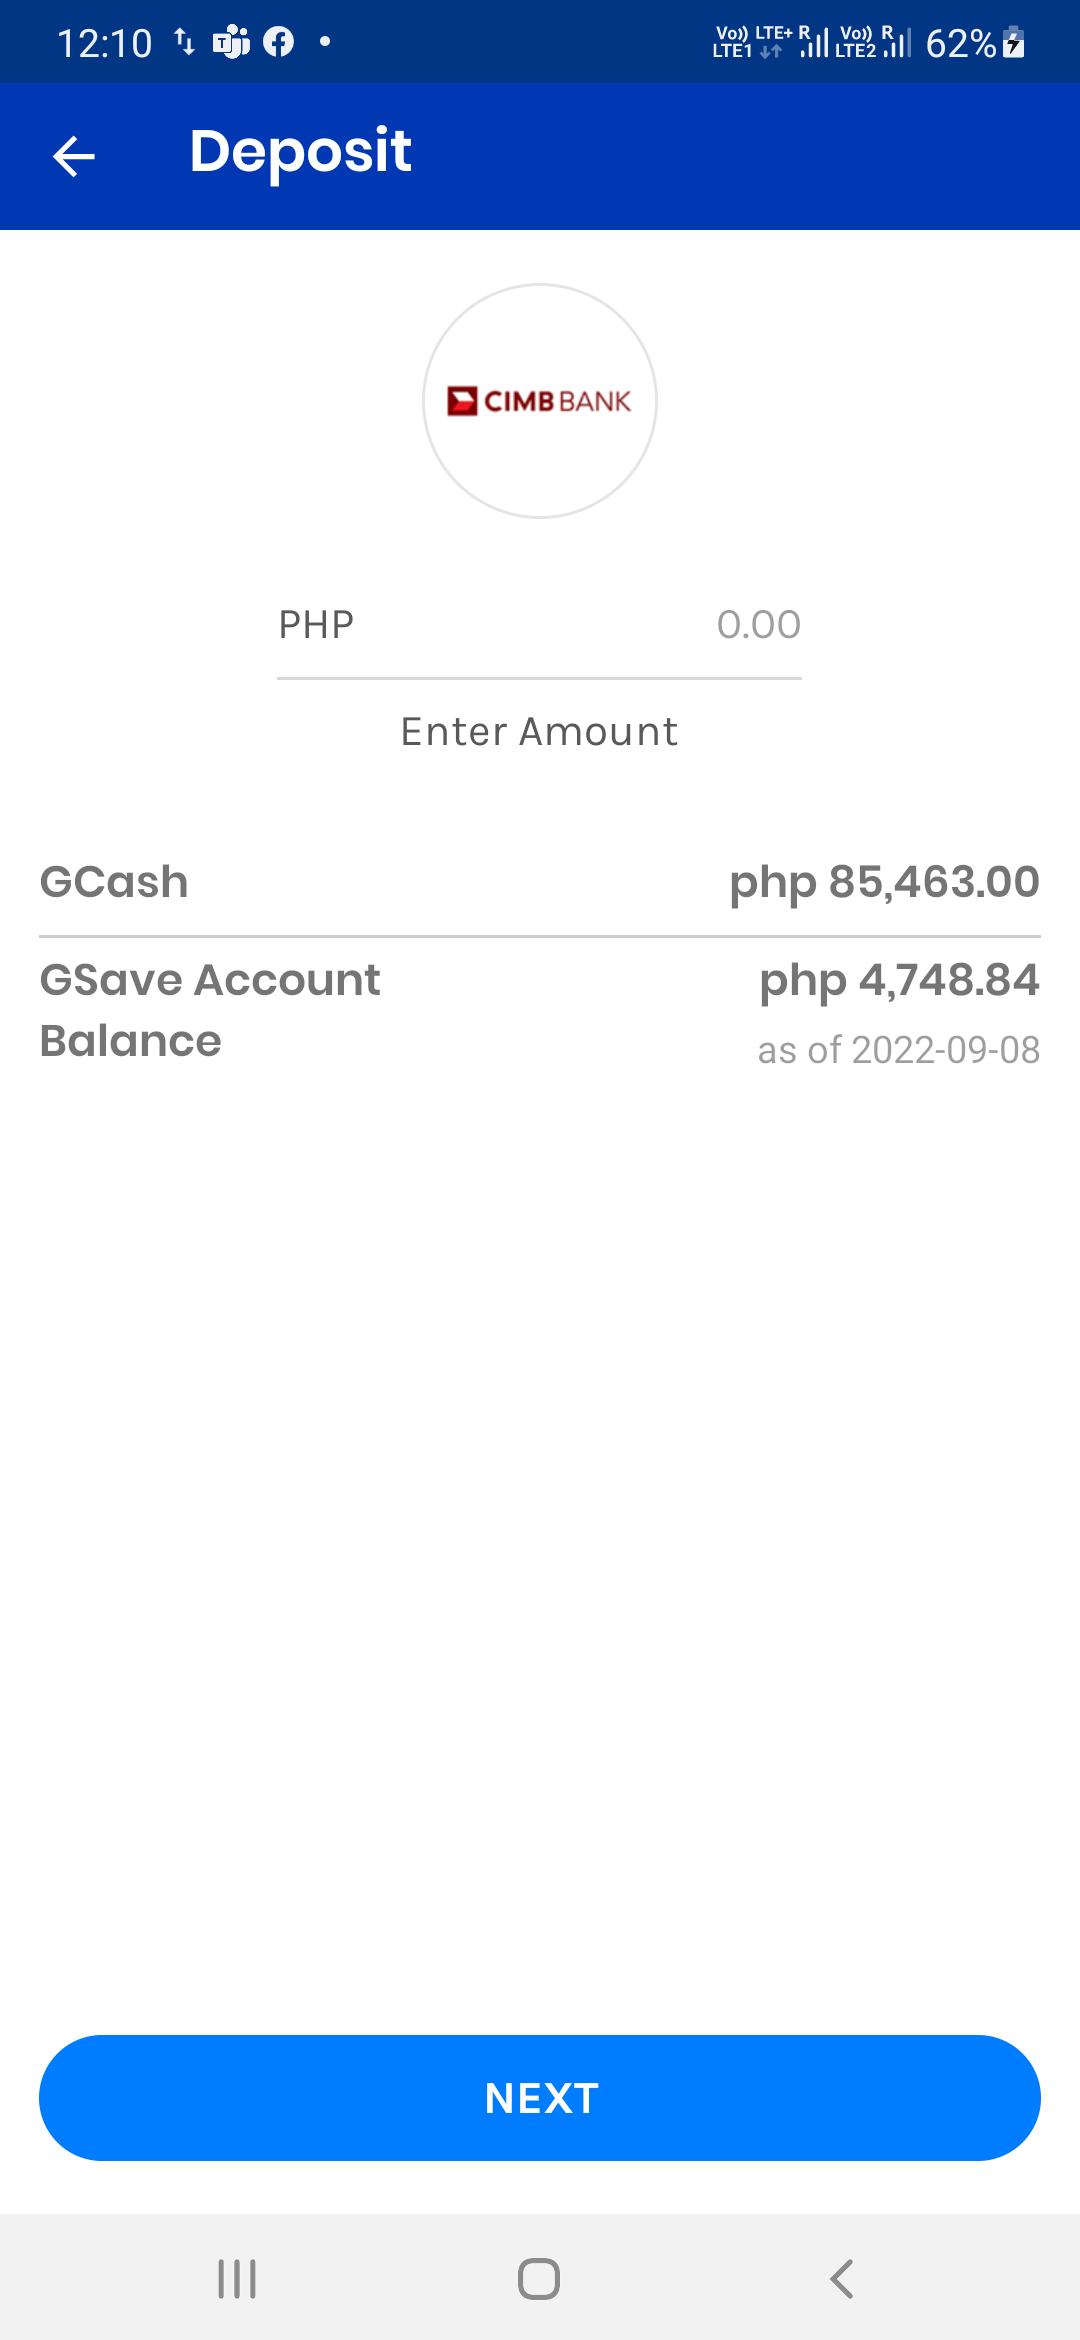 12:10
Vo)) LTE+ R Vo)) R
LTE1 LTE2 62%
Deposit
CIMB BANK
PHP 0.00
Enter Amount
GCash php 85,463.00
GSave Account php 4,748.84
Balance as of 2022-09-08
NEXT